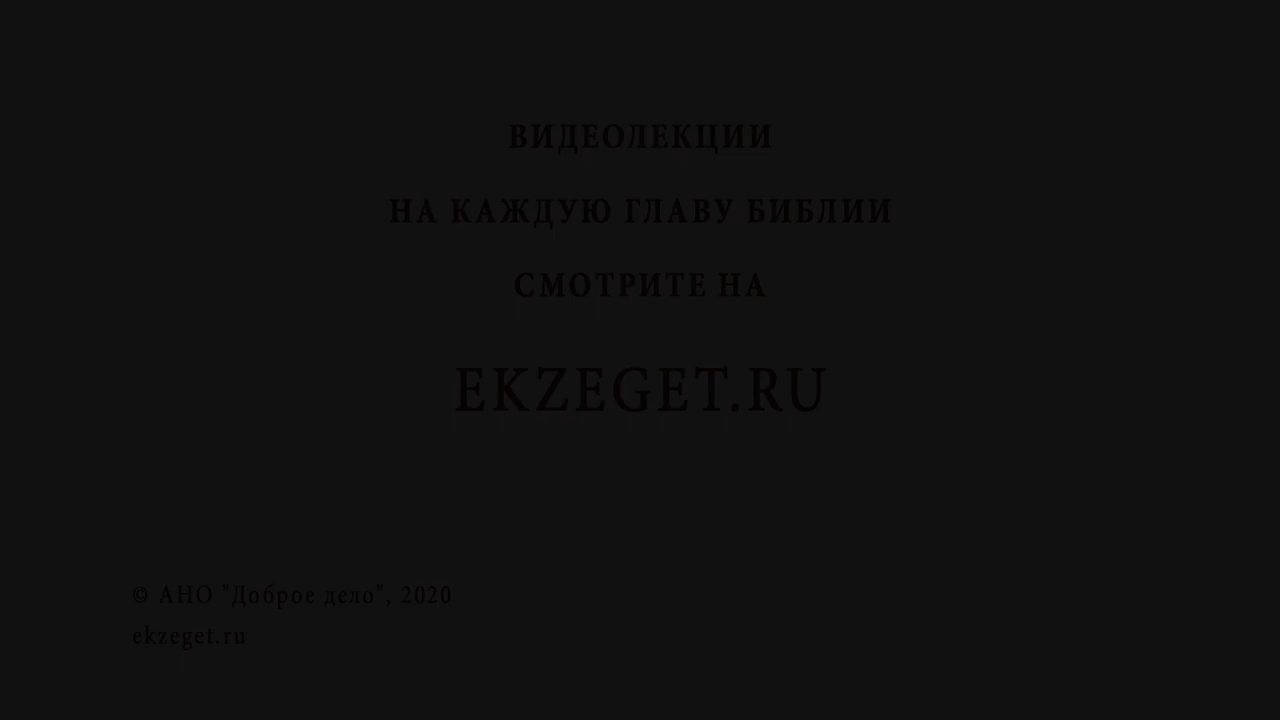 ВИДЕОЛЕКЦИИ
НА КАЖДУЮ ГЛАВУ БИБЛИИ
СМОТРИТЕ НА
EKZEGET.RU
© АНО "Доброе дело", 2020
ekzeget.ru